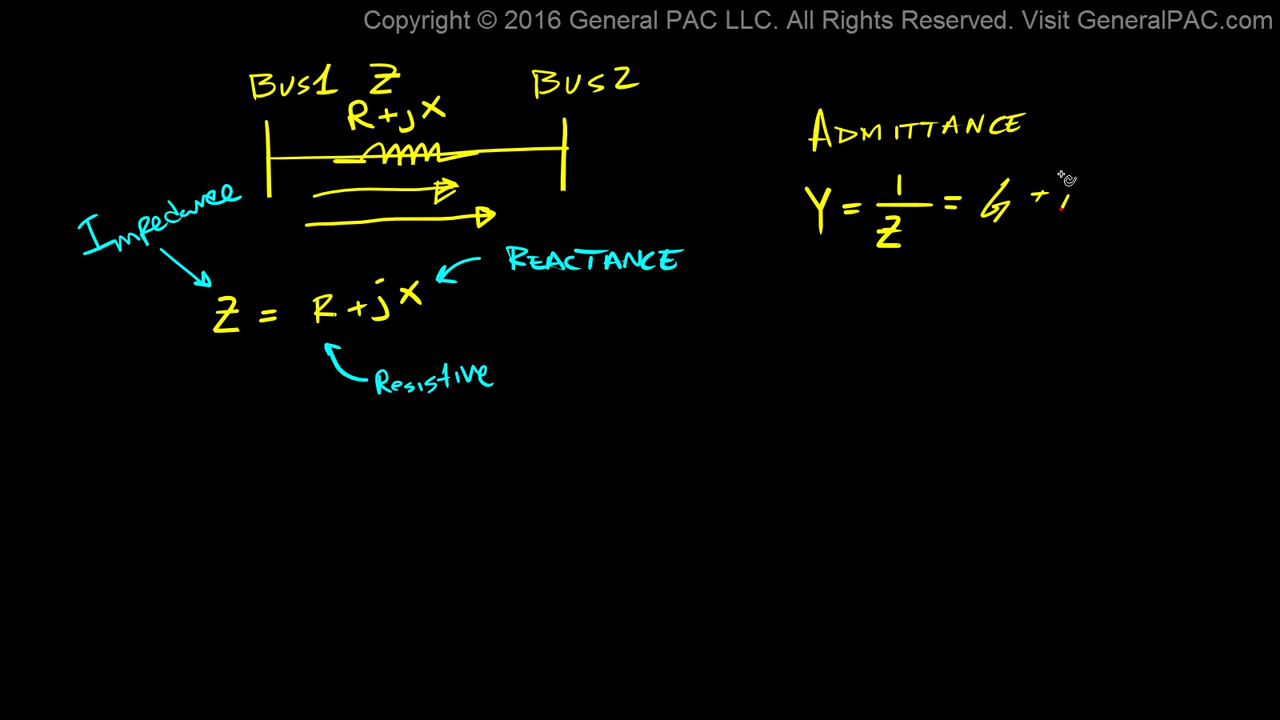 Copyright © 2016 General PAC LLC. All Rights Reserved. Visit GeneralPAC.com
Bus1 Z Bus2
R+jX
ADMITTANCE
Y = 1/Z = G +
Impedance
REACTANCE
Z = R+jX
Resistive